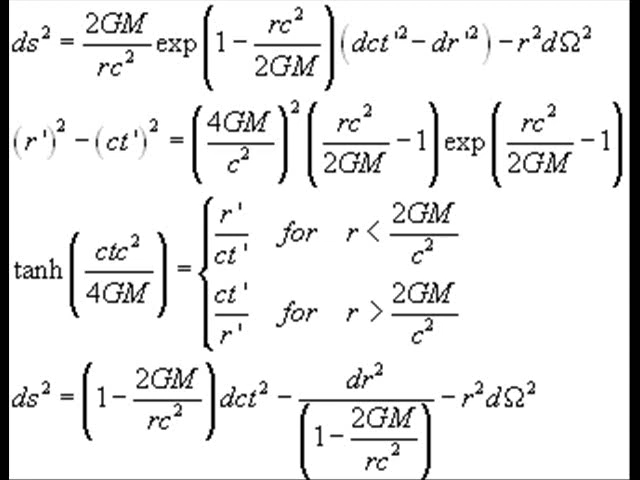 ds² = 2GM/rc² exp(1 − rc²/2GM)(dct'² − dr'²) − r²dΩ²
(r')² − (ct')² = (4GM/c²)² (rc²/2GM − 1) exp(rc²/2GM − 1)
tanh(ctc²/4GM) = { r'/ct' for r < 2GM/c²
ct'/r' for r > 2GM/c²
ds² = (1 − 2GM/rc²) dct² − dr²/(1 − 2GM/rc²) − r²dΩ²